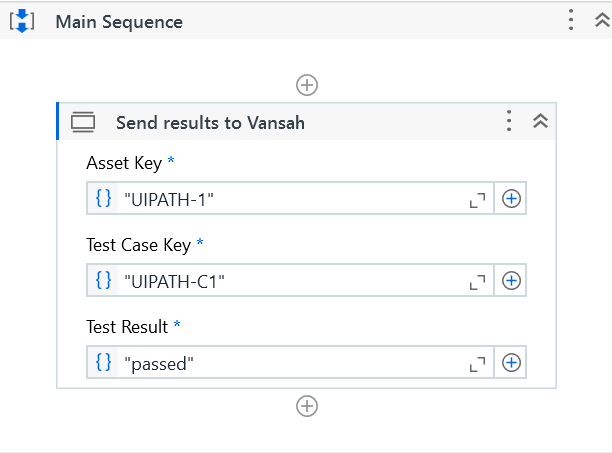 Main Sequence
Send results to Vansah
Asset Key *
{} "UIPATH-1"
Test Case Key *
{} "UIPATH-C1"
Test Result *
{} "passed"